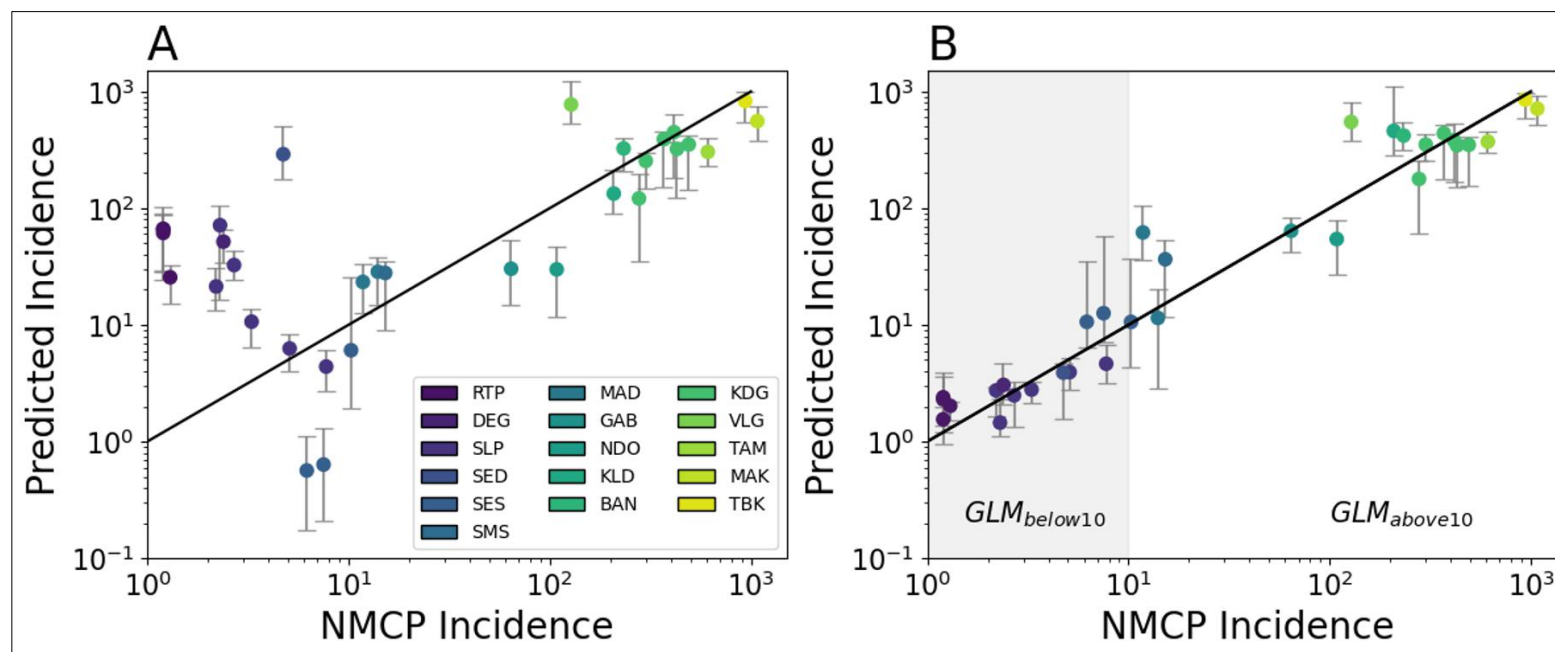 A
10³
10²
10¹
10⁰
10⁻¹
Predicted Incidence
10⁰ 10¹ 10² 10³
NMCP Incidence
RTP MAD KDG
DEG GAB VLG
SLP NDO TAM
SED KLD MAK
SES BAN TBK
SMS
B
10³
10²
10¹
10⁰
10⁻¹
Predicted Incidence
GLM_below10 GLM_above10
10⁰ 10¹ 10² 10³
NMCP Incidence